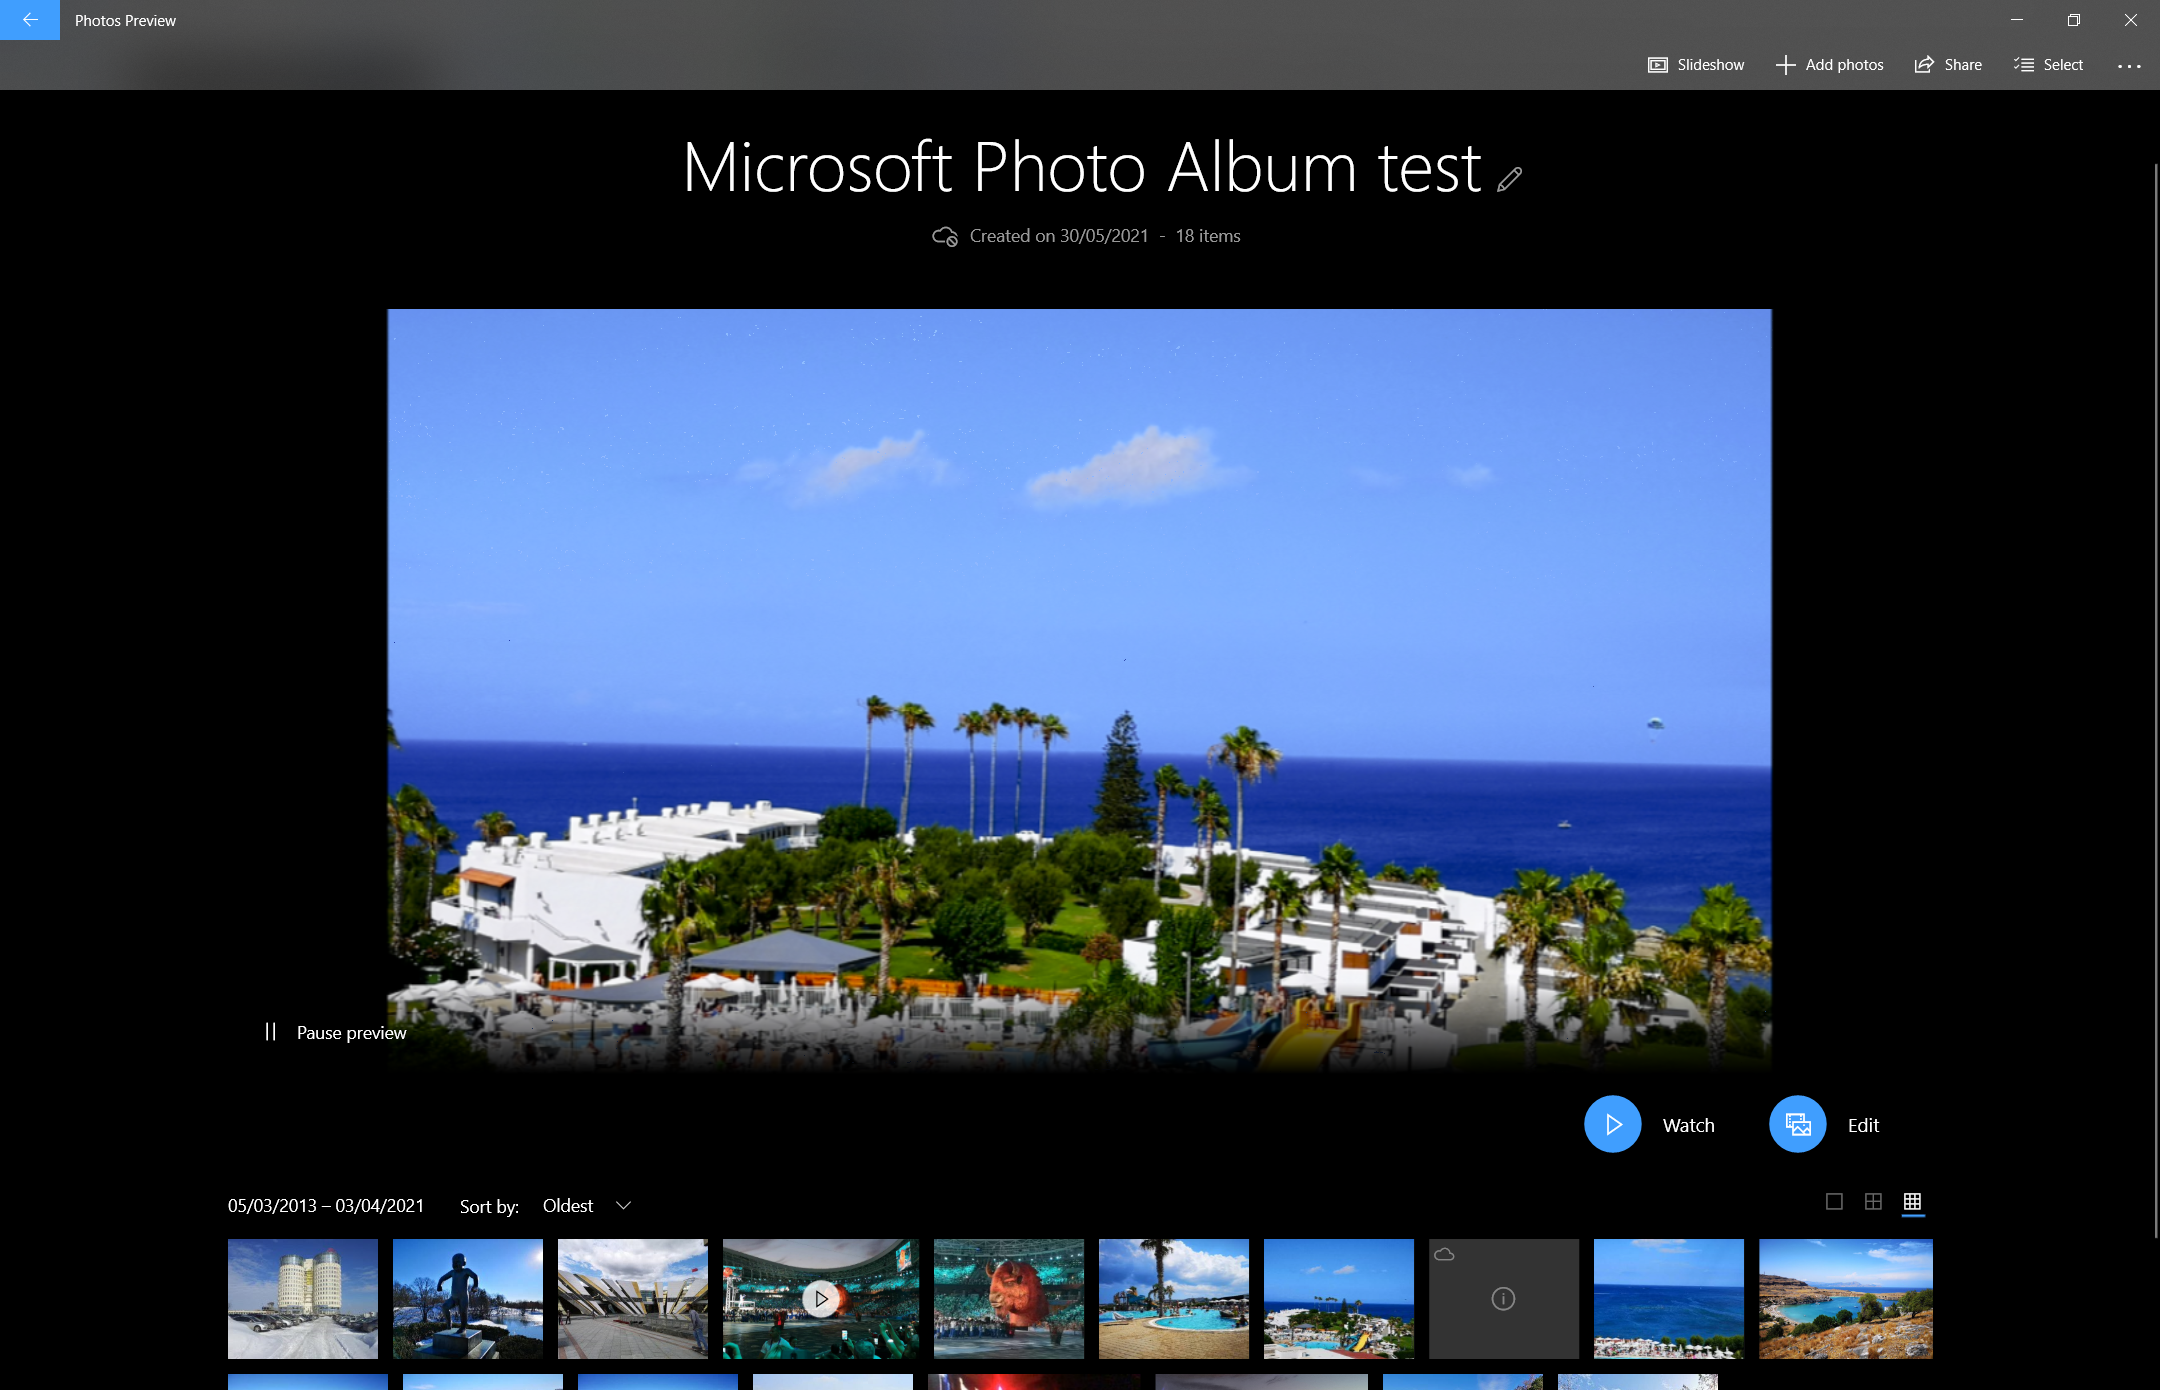 Photos Preview
Slideshow
Add photos
Share
Select
Microsoft Photo Album test
Created on 30/05/2021 - 18 items
Pause preview
Watch
Edit
05/03/2013 – 03/04/2021
Sort by:
Oldest